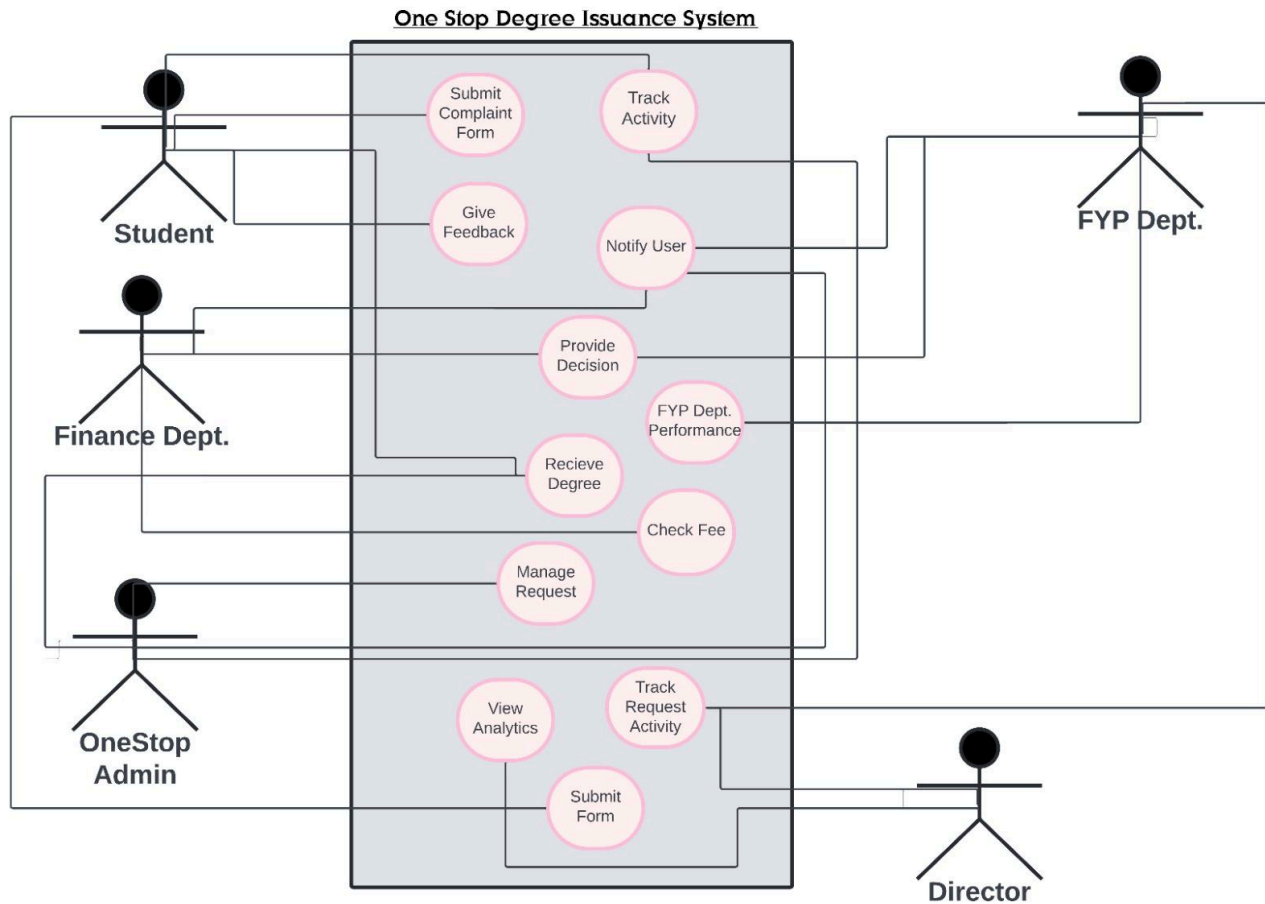 One Stop Degree Issuance System
Submit
Complaint
Form
Track
Activity
Student
Give
Feedback
Notify User
FYP Dept.
Finance Dept.
Provide
Decision
FYP Dept.
Performance
Recieve
Degree
Check Fee
Manage
Request
OneStop
Admin
View
Analytics
Track
Request
Activity
Submit
Form
Director